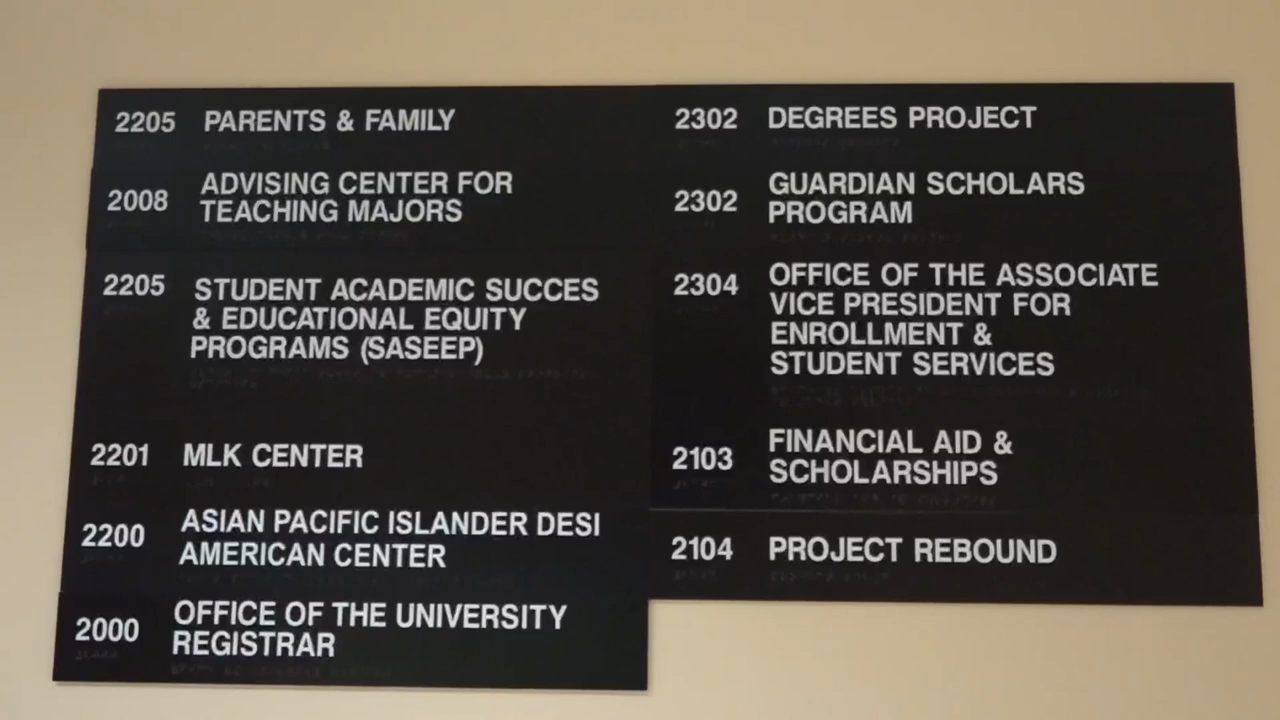 2205 PARENTS & FAMILY
2008 ADVISING CENTER FOR
TEACHING MAJORS
2205 STUDENT ACADEMIC SUCCES
& EDUCATIONAL EQUITY
PROGRAMS (SASEEP)
2201 MLK CENTER
2200 ASIAN PACIFIC ISLANDER DESI
AMERICAN CENTER
2000 OFFICE OF THE UNIVERSITY
REGISTRAR
2302 DEGREES PROJECT
2302 GUARDIAN SCHOLARS
PROGRAM
2304 OFFICE OF THE ASSOCIATE
VICE PRESIDENT FOR
ENROLLMENT &
STUDENT SERVICES
2103 FINANCIAL AID &
SCHOLARSHIPS
2104 PROJECT REBOUND